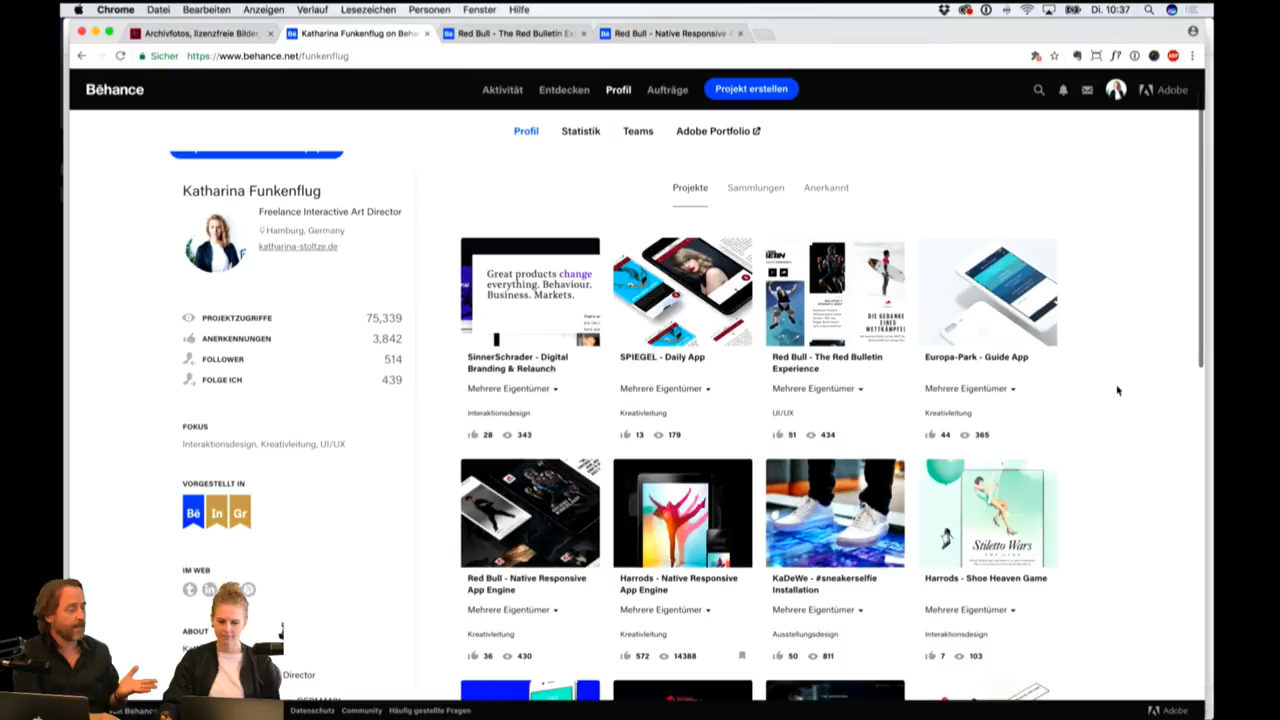 Chrome Datei Bearbeiten Anzeigen Verlauf Lesezeichen Personen Fenster Hilfe
Di. 10:37
Archivfotos, lizenzfreie Bilder,
Katharina Funkenflug on Beha
Red Bull - The Red Bulletin Ex
Red Bull - Native Responsive
Sicher https://www.behance.net/funkenflug
Bēhance
Aktivität Entdecken Profil Aufträge Projekt erstellen
Adobe
Profil Statistik Teams Adobe Portfolio
Katharina Funkenflug
Freelance Interactive Art Director
Hamburg, Germany
katharina-stoltze.de
PROJEKTZUGRIFFE 75,339
ANERKENNUNGEN 3,842
FOLLOWER 514
FOLGE ICH 439
FOKUS
Interaktionsdesign, Kreativleitung, UI/UX
VORGESTELLT IN
Bē In Gr
IM WEB
ABOUT
Director
Projekte Sammlungen Anerkannt
Great products change
everything. Behaviour.
Business. Markets.
SinnerSchrader - Digital
Branding & Relaunch
Mehrere Eigentümer
Interaktionsdesign
28 343
SPIEGEL - Daily App
Mehrere Eigentümer
Kreativleitung
13 179
DIE GEDANKE
EINES
WETTKÄMPFE
Red Bull - The Red Bulletin
Experience
Mehrere Eigentümer
UI/UX
51 434
Europa-Park - Guide App
Mehrere Eigentümer
Kreativleitung
44 365
Red Bull - Native Responsive
App Engine
Mehrere Eigentümer
Kreativleitung
36 430
Harrods - Native Responsive
App Engine
Mehrere Eigentümer
Kreativleitung
572 14388
KaDeWe - #sneakerselfie
Installation
Mehrere Eigentümer
Ausstellungsdesign
50 811
Stiletto Wars
Harrods - Shoe Heaven Game
Mehrere Eigentümer
Interaktionsdesign
7 103
von Behance
Datenschutz Community Häufig gestellte Fragen
Adobe